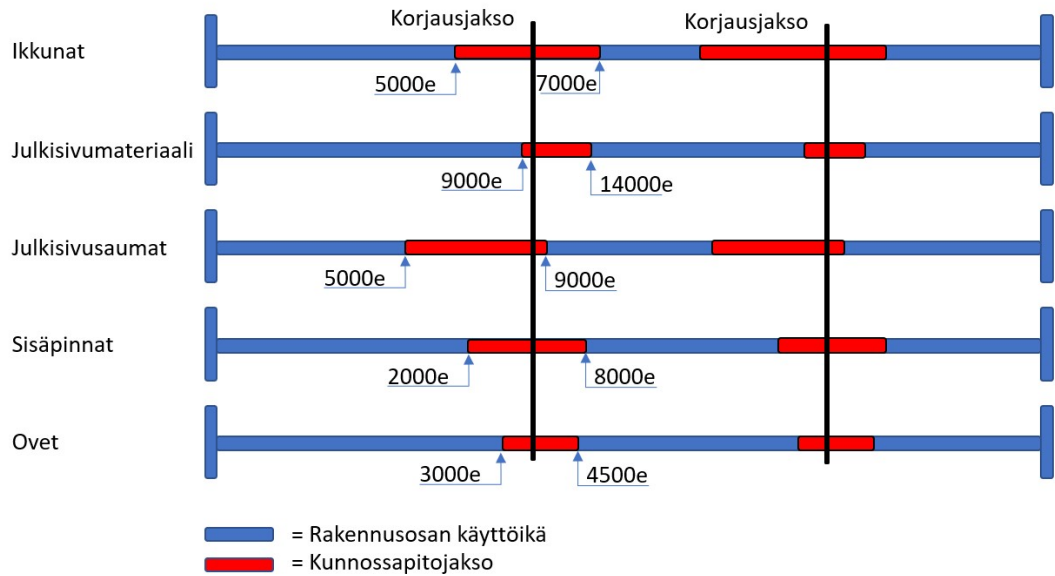 Korjausjakso
Korjausjakso
Ikkunat
5000e
7000e
Julkisivumateriaali
9000e
14000e
Julkisivusaumat
5000e
9000e
Sisäpinnat
2000e
8000e
Ovet
3000e
4500e
= Rakennusosan käyttöikä
= Kunnossapitojakso